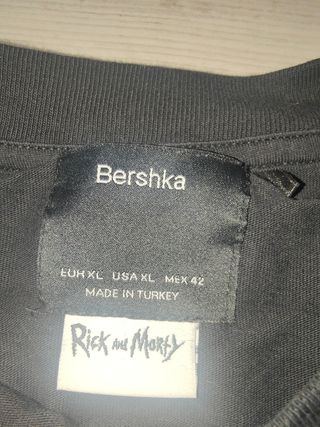 Bershka
EUR XL USA XL MEX 42
MADE IN TURKEY
Rick and Morty